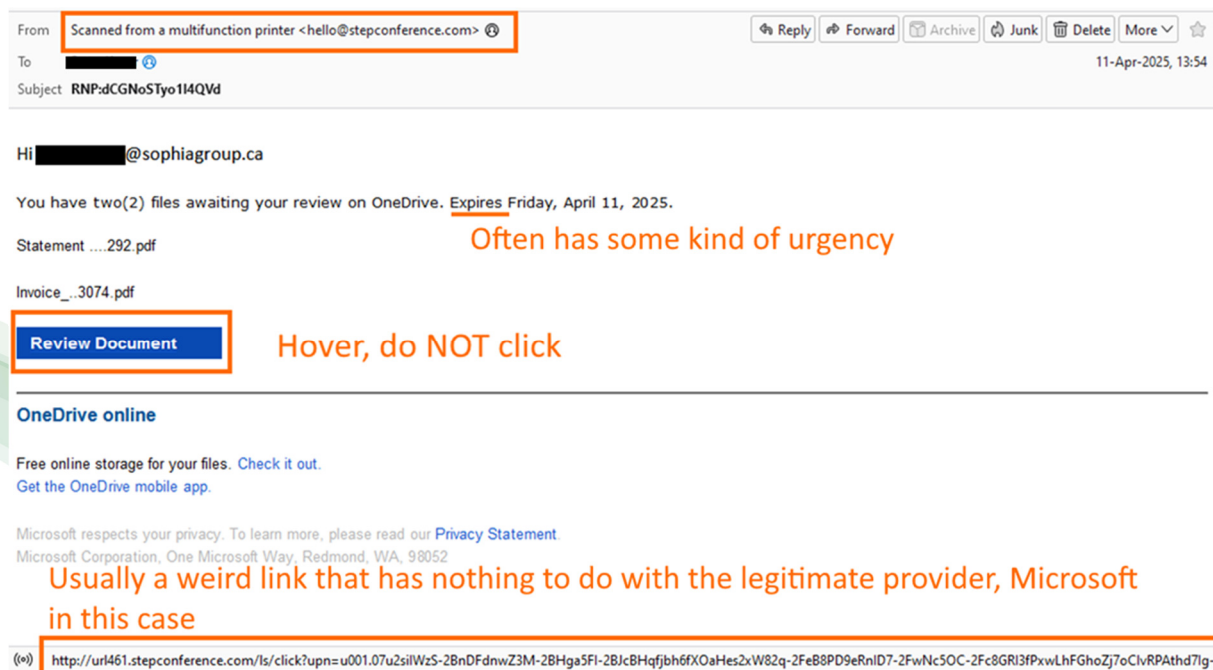 From Scanned from a multifunction printer <hello@stepconference.com>
Reply Forward Archive Junk Delete More
To
11-Apr-2025, 13:54
Subject RNP:dCGNoSTyo1I4QVd
Hi @sophiagroup.ca
You have two(2) files awaiting your review on OneDrive. Expires Friday, April 11, 2025.
Often has some kind of urgency
Statement ....292.pdf
Invoice_..3074.pdf
Review Document
Hover, do NOT click
OneDrive online
Free online storage for your files. Check it out.
Get the OneDrive mobile app.
Microsoft respects your privacy. To learn more, please read our Privacy Statement.
Microsoft Corporation, One Microsoft Way, Redmond, WA, 98052
Usually a weird link that has nothing to do with the legitimate provider, Microsoft
in this case
http://url461.stepconference.com/ls/click?upn=u001.07u2silWzS-2BnDFdnwZ3M-2BHga5FI-2BJcBHqfjbh6fXOaHes2xW82q-2FeB8PD9eRnID7-2FwNc5OC-2Fc8GRl3fPxwLhFGhoZj7oClvRPAthd7lg